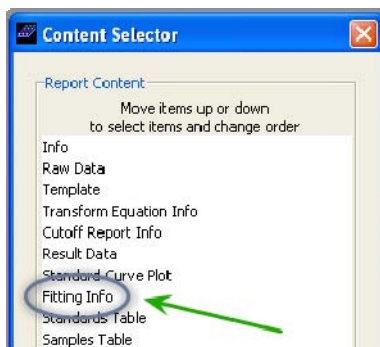 Content Selector
Report Content
Move items up or down
to select items and change order
Info
Raw Data
Template
Transform Equation Info
Cutoff Report Info
Result Data
Standard Curve Plot
Fitting Info
Standards Table
Samples Table